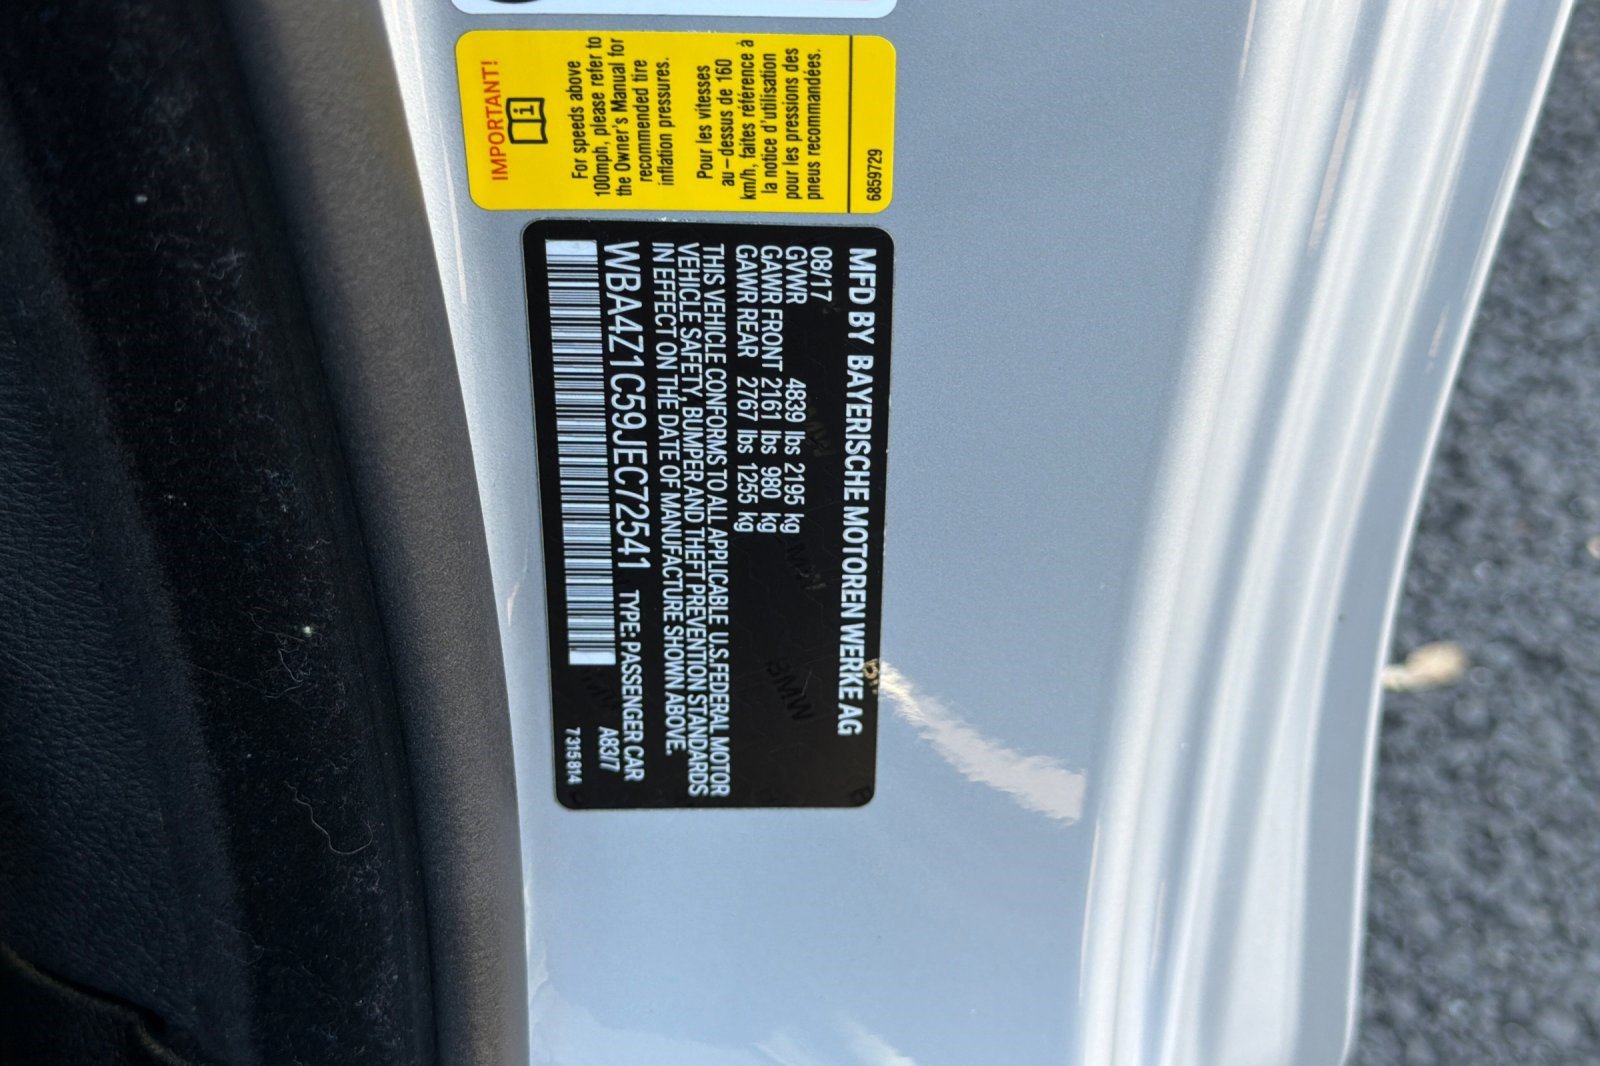 IMPORTANT!
i
For speeds above
100mph, please refer to
the Owner's Manual for
recommended tire
inflation pressures.
Pour les vitesses
au-dessus de 160
km/h, faites référence à
la notice d'utilisation
pour les pressions des
pneus recommandées.
6859729
MFD BY BAYERISCHE MOTOREN WERKE AG
08/17
GVWR 4839 lbs 2195 kg
GAWR FRONT 2161 lbs 980 kg
GAWR REAR 2767 lbs 1255 kg
THIS VEHICLE CONFORMS TO ALL APPLICABLE U.S.FEDERAL MOTOR
VEHICLE SAFETY, BUMPER AND THEFT PREVENTION STANDARDS
IN EFFECT ON THE DATE OF MANUFACTURE SHOWN ABOVE.
WBA4Z1C59JEC72541 TYPE: PASSENGER CAR
A83/7
7315814
BMW